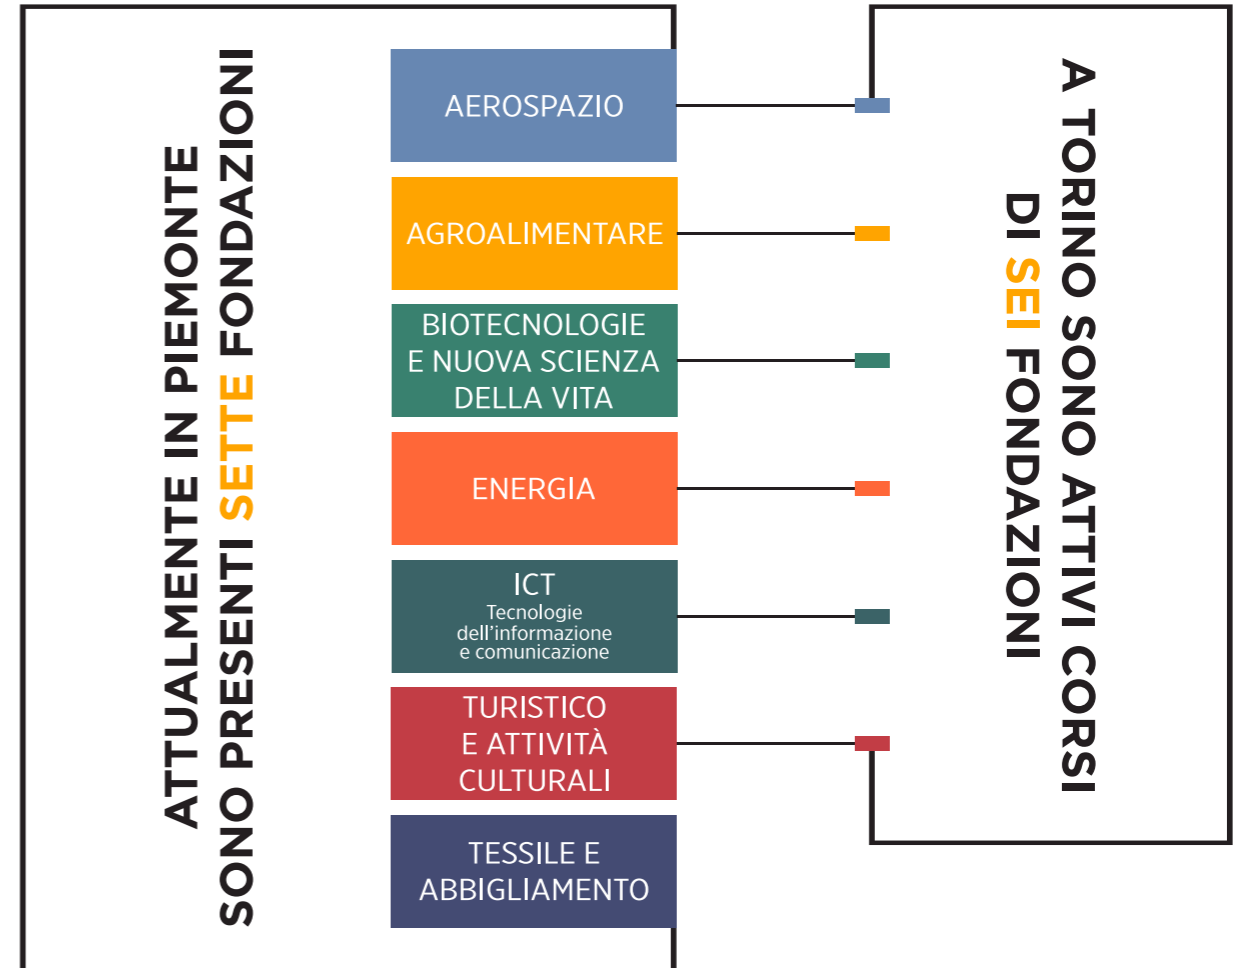 ATTUALMENTE IN PIEMONTE
SONO PRESENTI SETTE FONDAZIONI
AEROSPAZIO
AGROALIMENTARE
BIOTECNOLOGIE
E NUOVA SCIENZA
DELLA VITA
ENERGIA
ICT
Tecnologie
dell'informazione
e comunicazione
TURISTICO
E ATTIVITÀ
CULTURALI
TESSILE E
ABBIGLIAMENTO
A TORINO SONO ATTIVI CORSI
DI SEI FONDAZIONI